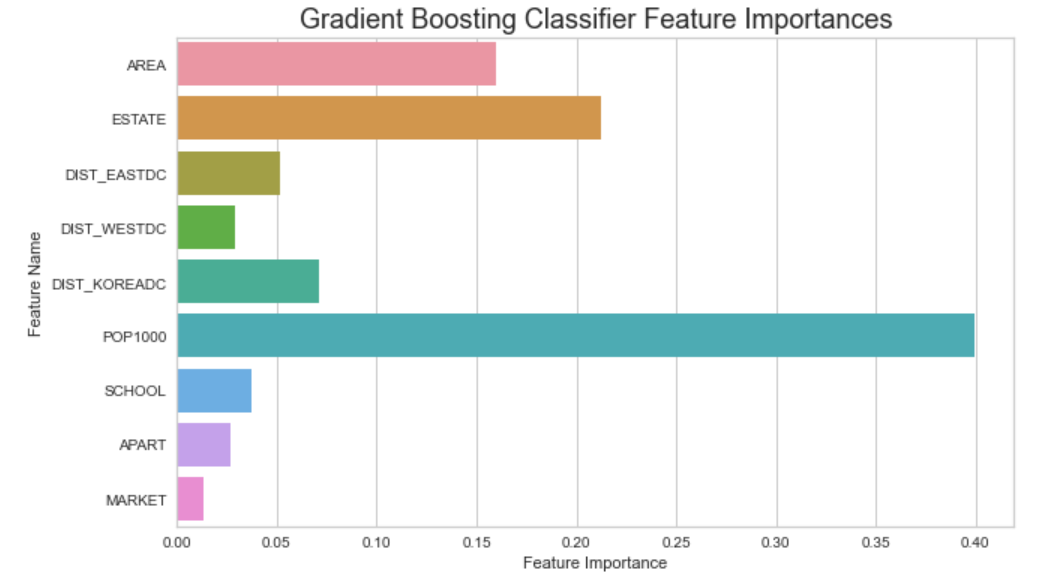 Gradient Boosting Classifier Feature Importances
AREA
ESTATE
DIST_EASTDC
DIST_WESTDC
DIST_KOREADC
POP1000
SCHOOL
APART
MARKET
Feature Name
0.00 0.05 0.10 0.15 0.20 0.25 0.30 0.35 0.40
Feature Importance